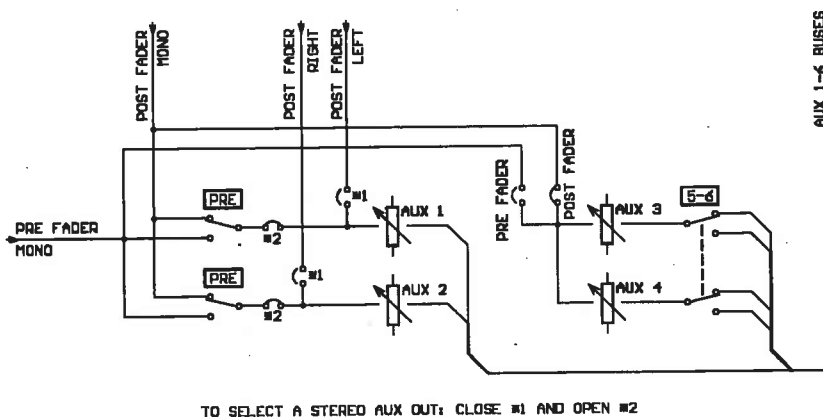 POST FADER
MONO
POST FADER
RIGHT
POST FADER
LEFT
AUX 1-6 BUSES
PRE FADER
POST FADER
PRE
#1
AUX 1
AUX 3
5-6
PRE FADER
MONO
#2
#1
PRE
AUX 2
AUX 4
#2
TO SELECT A STEREO AUX OUT: CLOSE #1 AND OPEN #2